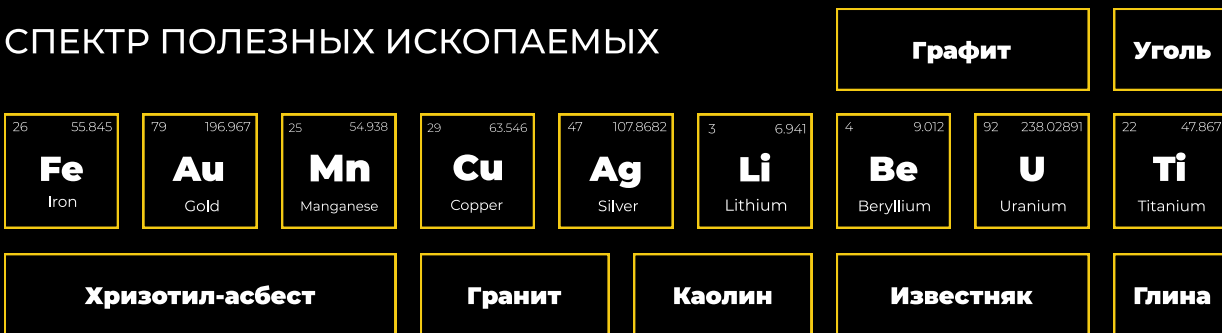 СПЕКТР ПОЛЕЗНЫХ ИСКОПАЕМЫХ
Графит
Уголь
26 55.845
Fe
Iron
79 196.967
Au
Gold
25 54.938
Mn
Manganese
29 63.546
Cu
Copper
47 107.8682
Ag
Silver
3 6.941
Li
Lithium
4 9.012
Be
Beryllium
92 238.02891
U
Uranium
22 47.867
Ti
Titanium
Хризотил-асбест
Гранит
Каолин
Известняк
Глина